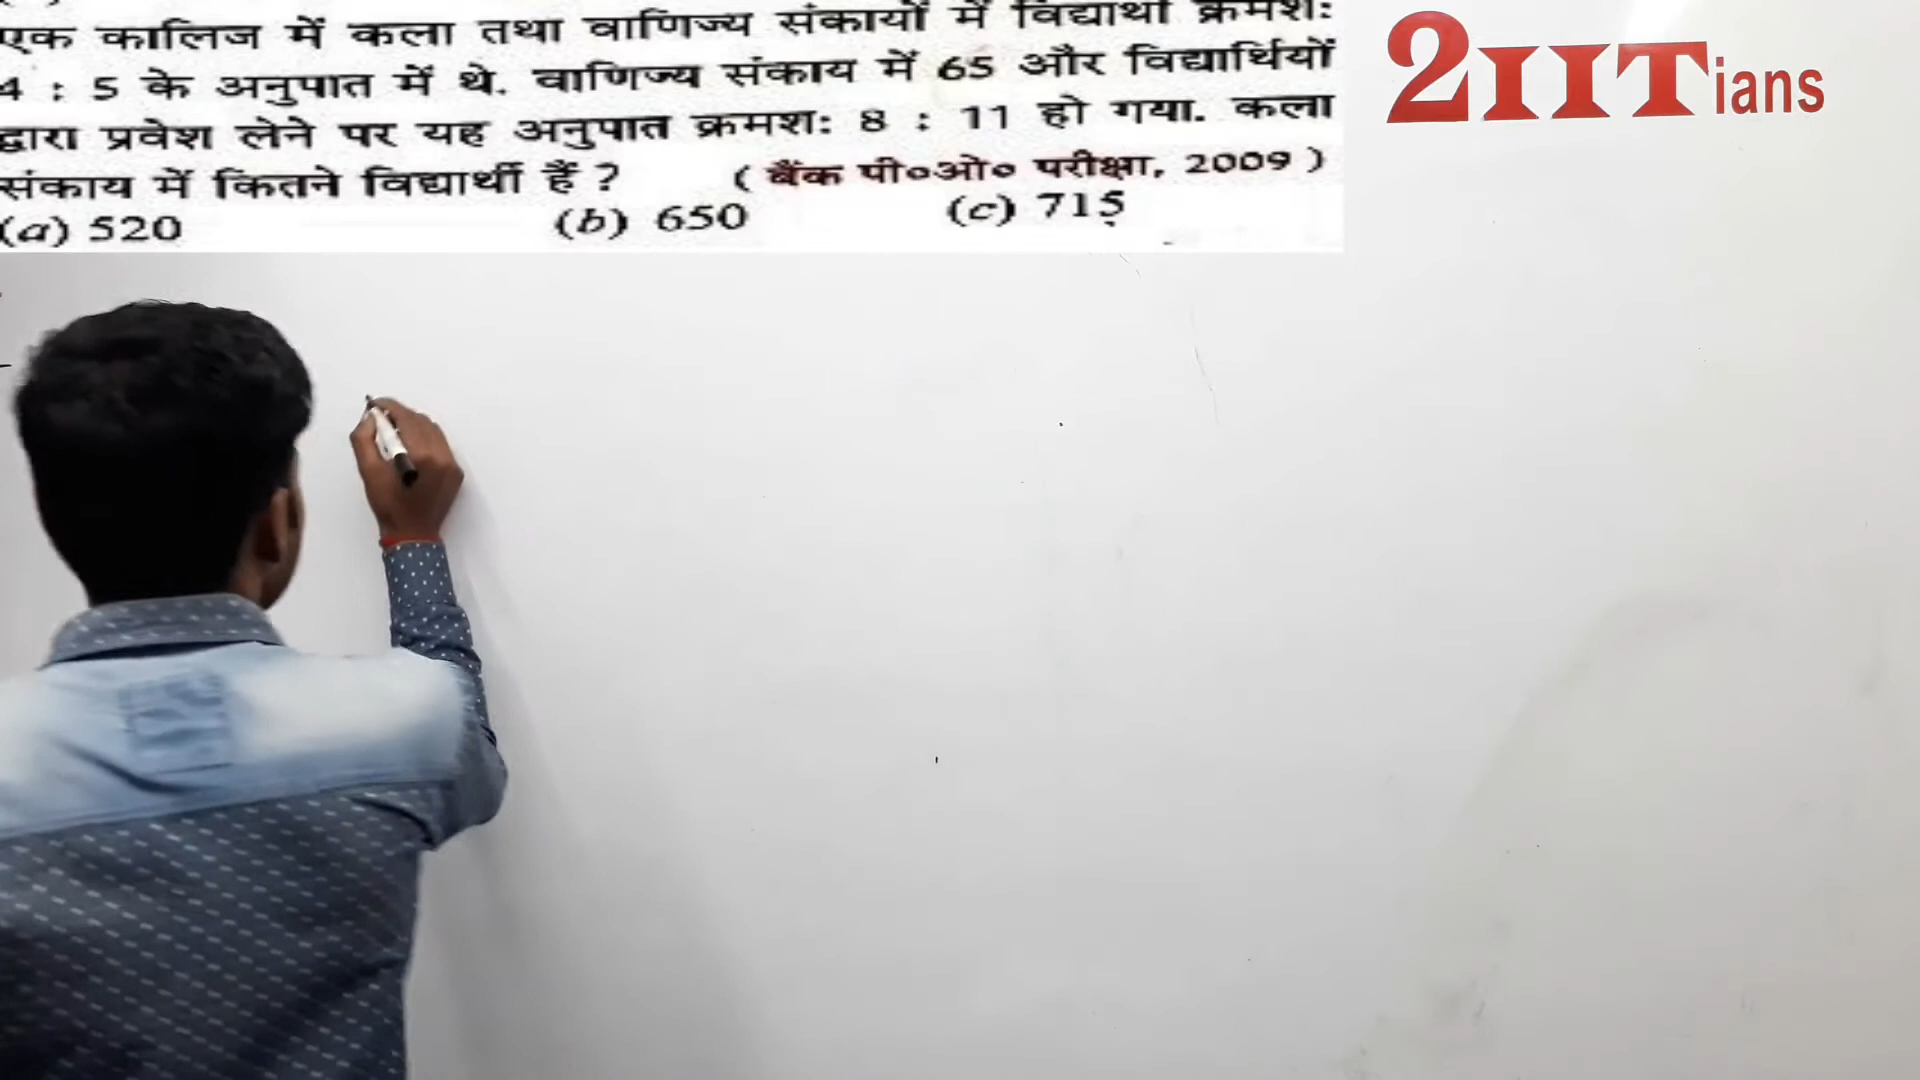 एक कालिज में कला तथा वाणिज्य संकायों में विद्यार्थी क्रमशः
4 : 5 के अनुपात में थे. वाणिज्य संकाय में 65 और विद्यार्थियों
द्वारा प्रवेश लेने पर यह अनुपात क्रमशः 8 : 11 हो गया. कला
संकाय में कितने विद्यार्थी हैं ? ( बैंक पी०ओ० परीक्षा, 2009 )
(a) 520 (b) 650 (c) 715
2IITians